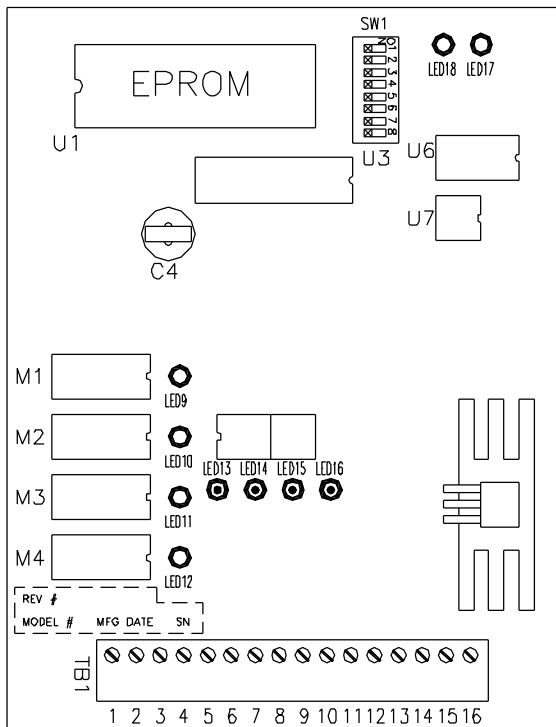 SW1
ON
1
2
3
4
5
6
7
8
LED18 LED17
EPROM
U1
U3
U6
U7
C4
M1
LED9
M2
LED10
LED13 LED14 LED15 LED16
M3
LED11
M4
LED12
REV #
MODEL # MFG DATE SN
TB1
1 2 3 4 5 6 7 8 9 10 11 12 13 14 15 16